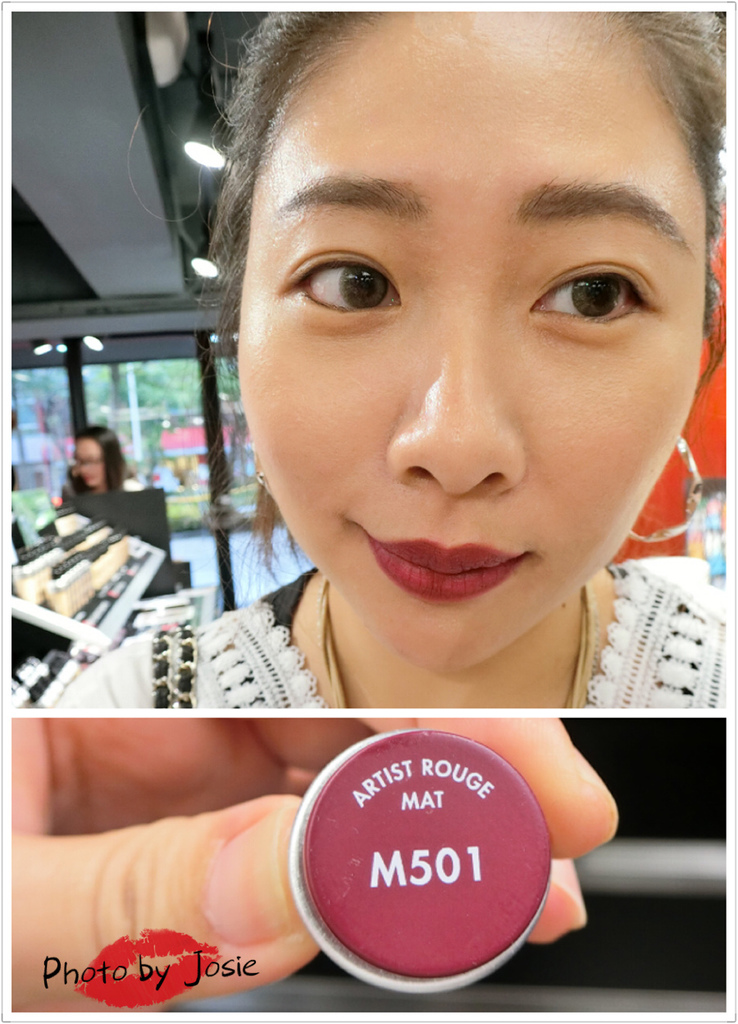 ARTIST ROUGE
MAT
M501
Photo by Josie